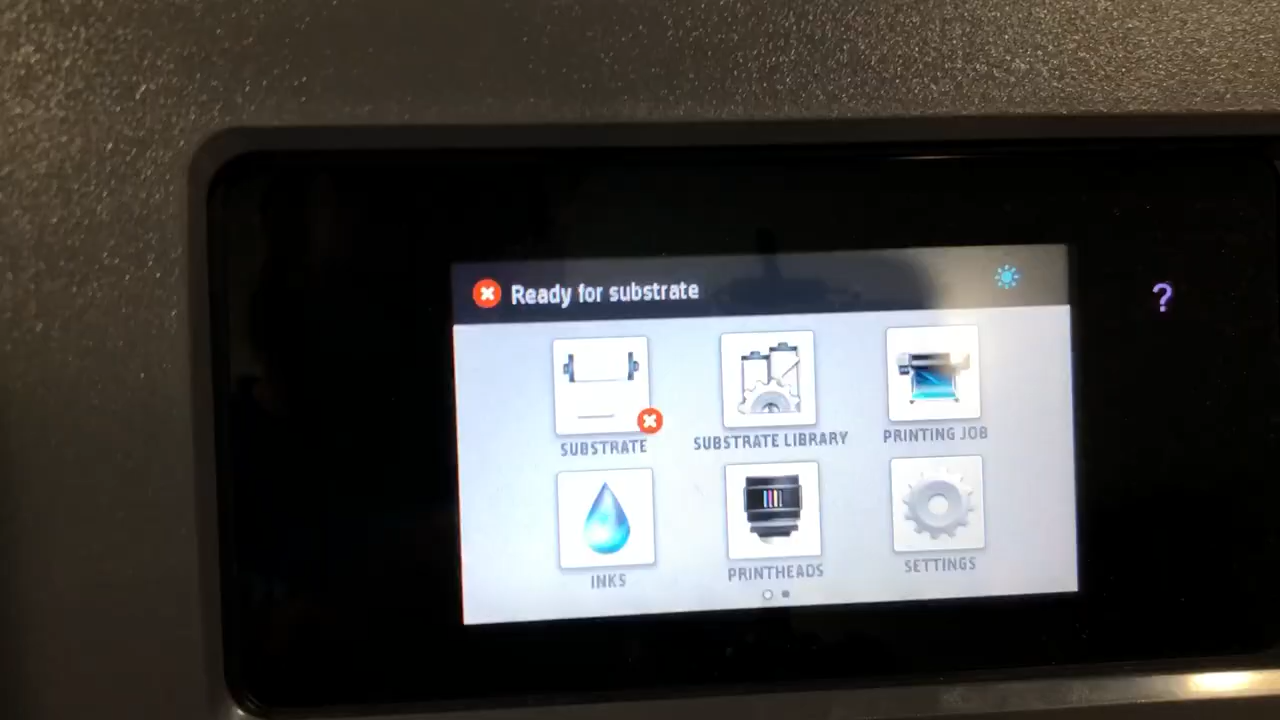 Ready for substrate
?
SUBSTRATE
SUBSTRATE LIBRARY
PRINTING JOB
INKS
PRINTHEADS
SETTINGS